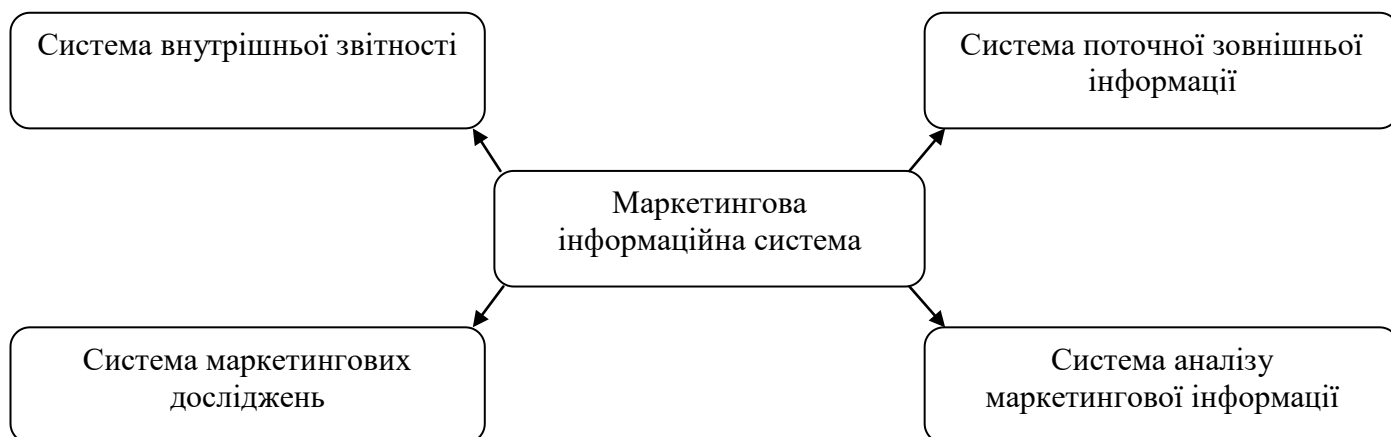 Система внутрішньої звітності
Система поточної зовнішньої
інформації
Маркетингова
інформаційна система
Система маркетингових
досліджень
Система аналізу
маркетингової інформації